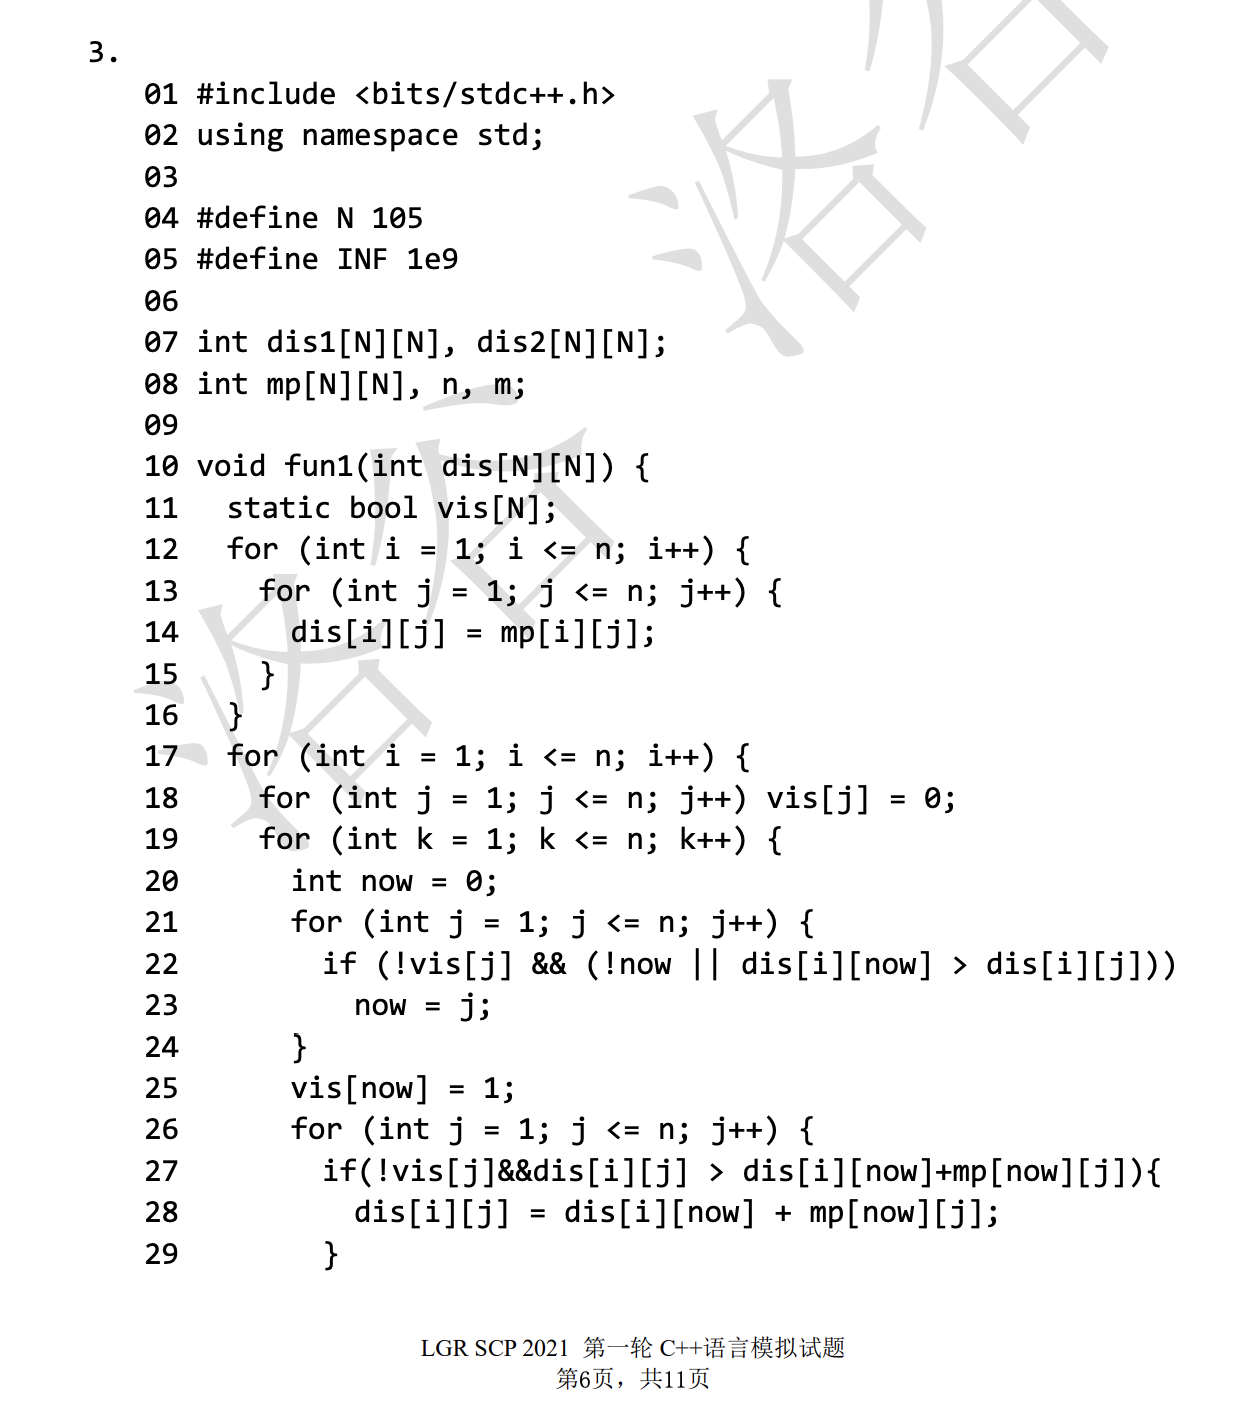 3.
01 #include <bits/stdc++.h>
02 using namespace std;
03
04 #define N 105
05 #define INF 1e9
06
07 int dis1[N][N], dis2[N][N];
08 int mp[N][N], n, m;
09
10 void fun1(int dis[N][N]) {
11   static bool vis[N];
12   for (int i = 1; i <= n; i++) {
13     for (int j = 1; j <= n; j++) {
14       dis[i][j] = mp[i][j];
15     }
16   }
17   for (int i = 1; i <= n; i++) {
18     for (int j = 1; j <= n; j++) vis[j] = 0;
19     for (int k = 1; k <= n; k++) {
20       int now = 0;
21       for (int j = 1; j <= n; j++) {
22         if (!vis[j] && (!now || dis[i][now] > dis[i][j]))
23           now = j;
24       }
25       vis[now] = 1;
26       for (int j = 1; j <= n; j++) {
27         if(!vis[j]&&dis[i][j] > dis[i][now]+mp[now][j]){
28           dis[i][j] = dis[i][now] + mp[now][j];
29         }
洛谷
洛谷
LGR SCP 2021 第一轮 C++语言模拟试题
第6页，共11页